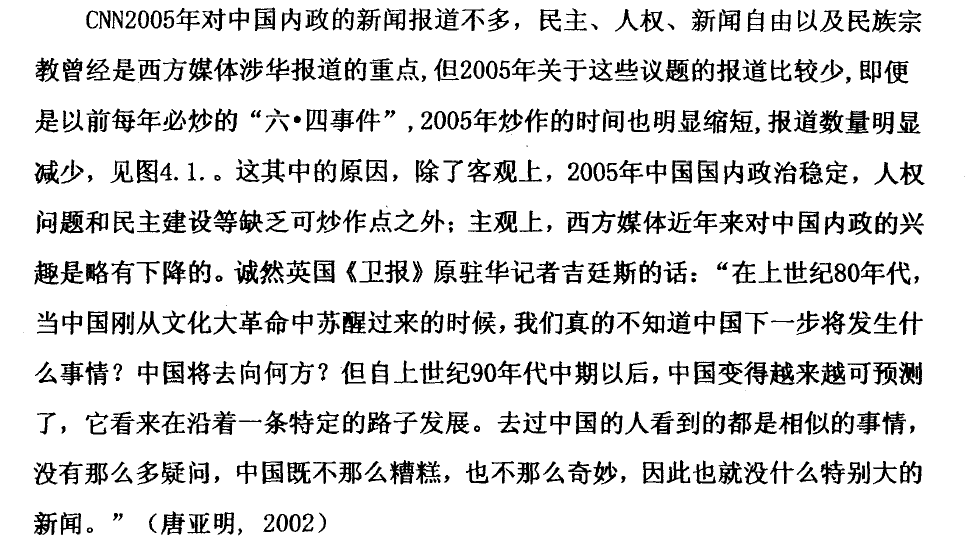 CNN2005年对中国内政的新闻报道不多，民主、人权、新闻自由以及民族宗
教曾经是西方媒体涉华报道的重点,但2005年关于这些议题的报道比较少,即便
是以前每年必炒的“六•四事件”,2005年炒作的时间也明显缩短,报道数量明显
减少，见图4.1.。这其中的原因，除了客观上，2005年中国国内政治稳定，人权
问题和民主建设等缺乏可炒作点之外；主观上，西方媒体近年来对中国内政的兴
趣是略有下降的。诚然英国《卫报》原驻华记者吉廷斯的话：“在上世纪80年代，
当中国刚从文化大革命中苏醒过来的时候,我们真的不知道中国下一步将发生什
么事情？中国将去向何方？但自上世纪90年代中期以后,中国变得越来越可预测
了，它看来在沿着一条特定的路子发展。去过中国的人看到的都是相似的事情，
没有那么多疑问，中国既不那么糟糕，也不那么奇妙，因此也就没什么特别大的
新闻。”（唐亚明, 2002）